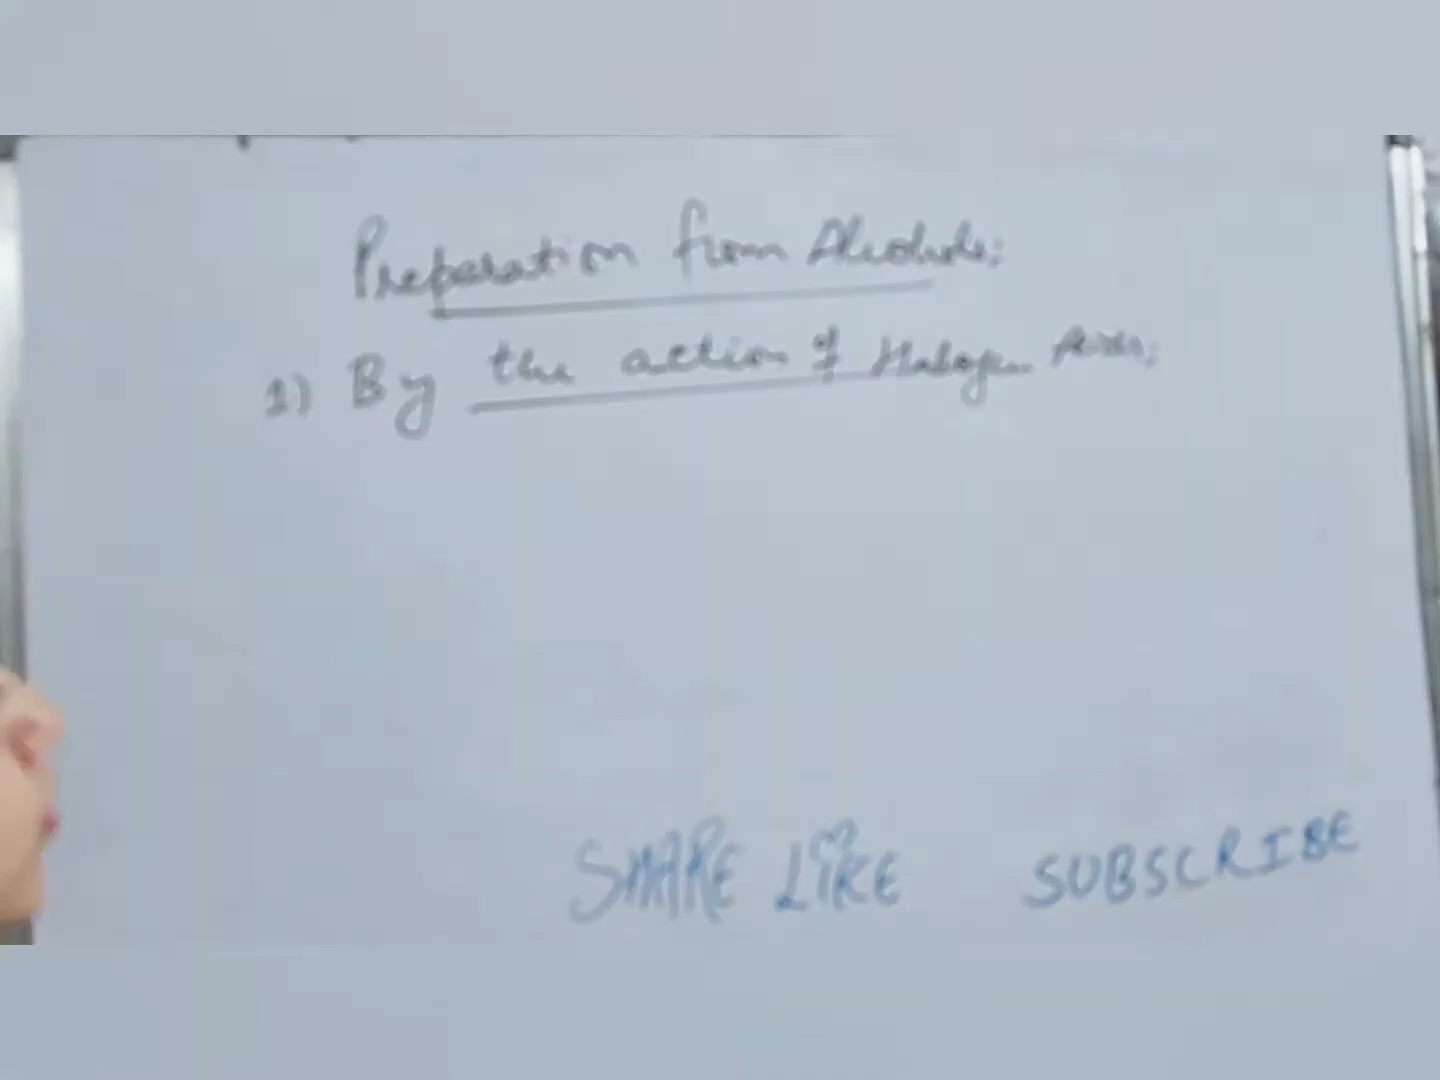 Preparation from Alcohols:
1) By the action of Halogen Acids:
SHARE LIKE SUBSCRIBE